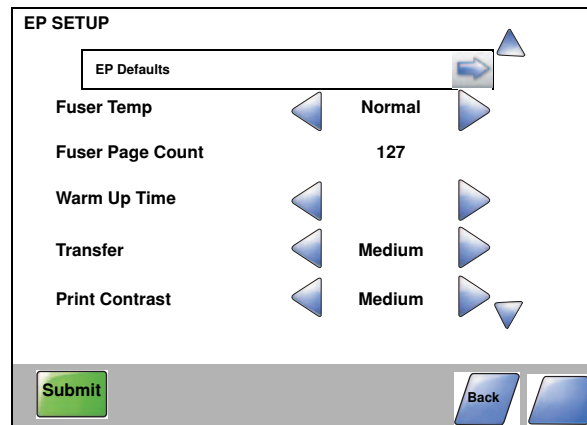 EP SETUP
EP Defaults
Fuser Temp Normal
Fuser Page Count 127
Warm Up Time
Transfer Medium
Print Contrast Medium
Submit Back